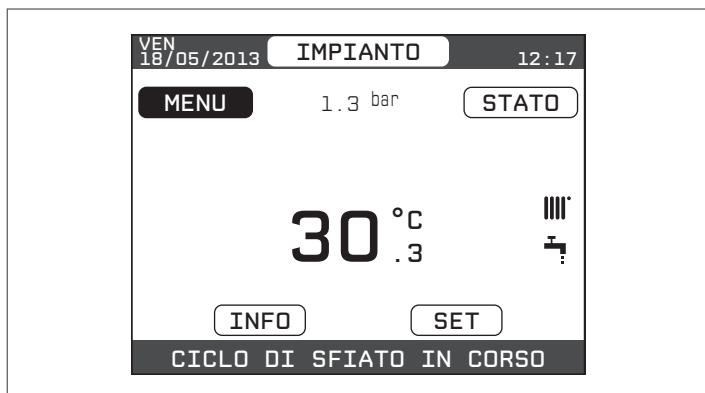 VEN
18/05/2013 IMPIANTO 12:17
MENU 1.3 bar STATO
30.3 °C
INFO SET
CICLO DI SFIATO IN CORSO